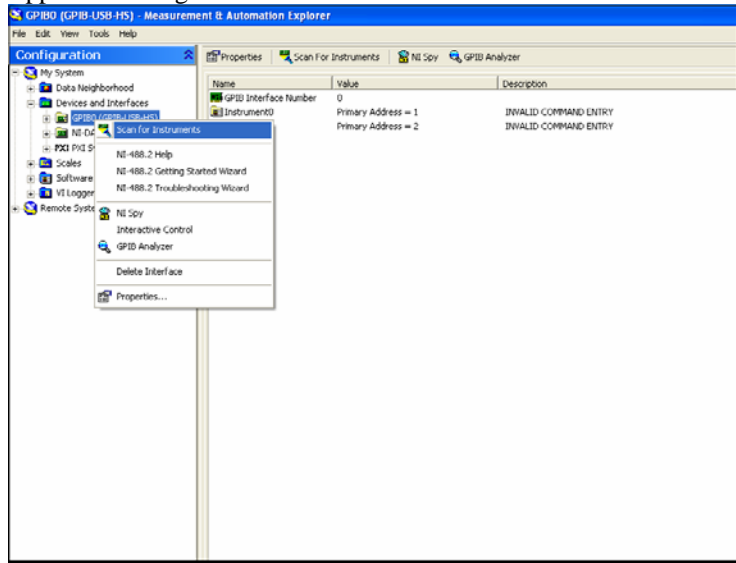 GPIB0 (GPIB-USB-HS) - Measurement & Automation Explorer
File Edit View Tools Help
Configuration
Properties Scan For Instruments NI Spy GPIB Analyzer
My System
Data Neighborhood
Devices and Interfaces
GPIB0 (GPIB-USB-HS)
NI-DA
PXI PXI S
Scales
Software
VI Logger
Remote Syste
Name Value Description
GPIB Interface Number 0
Instrument0 Primary Address = 1 INVALID COMMAND ENTRY
Primary Address = 2 INVALID COMMAND ENTRY
Scan for Instruments
NI-488.2 Help
NI-488.2 Getting Started Wizard
NI-488.2 Troubleshooting Wizard
NI Spy
Interactive Control
GPIB Analyzer
Delete Interface
Properties...